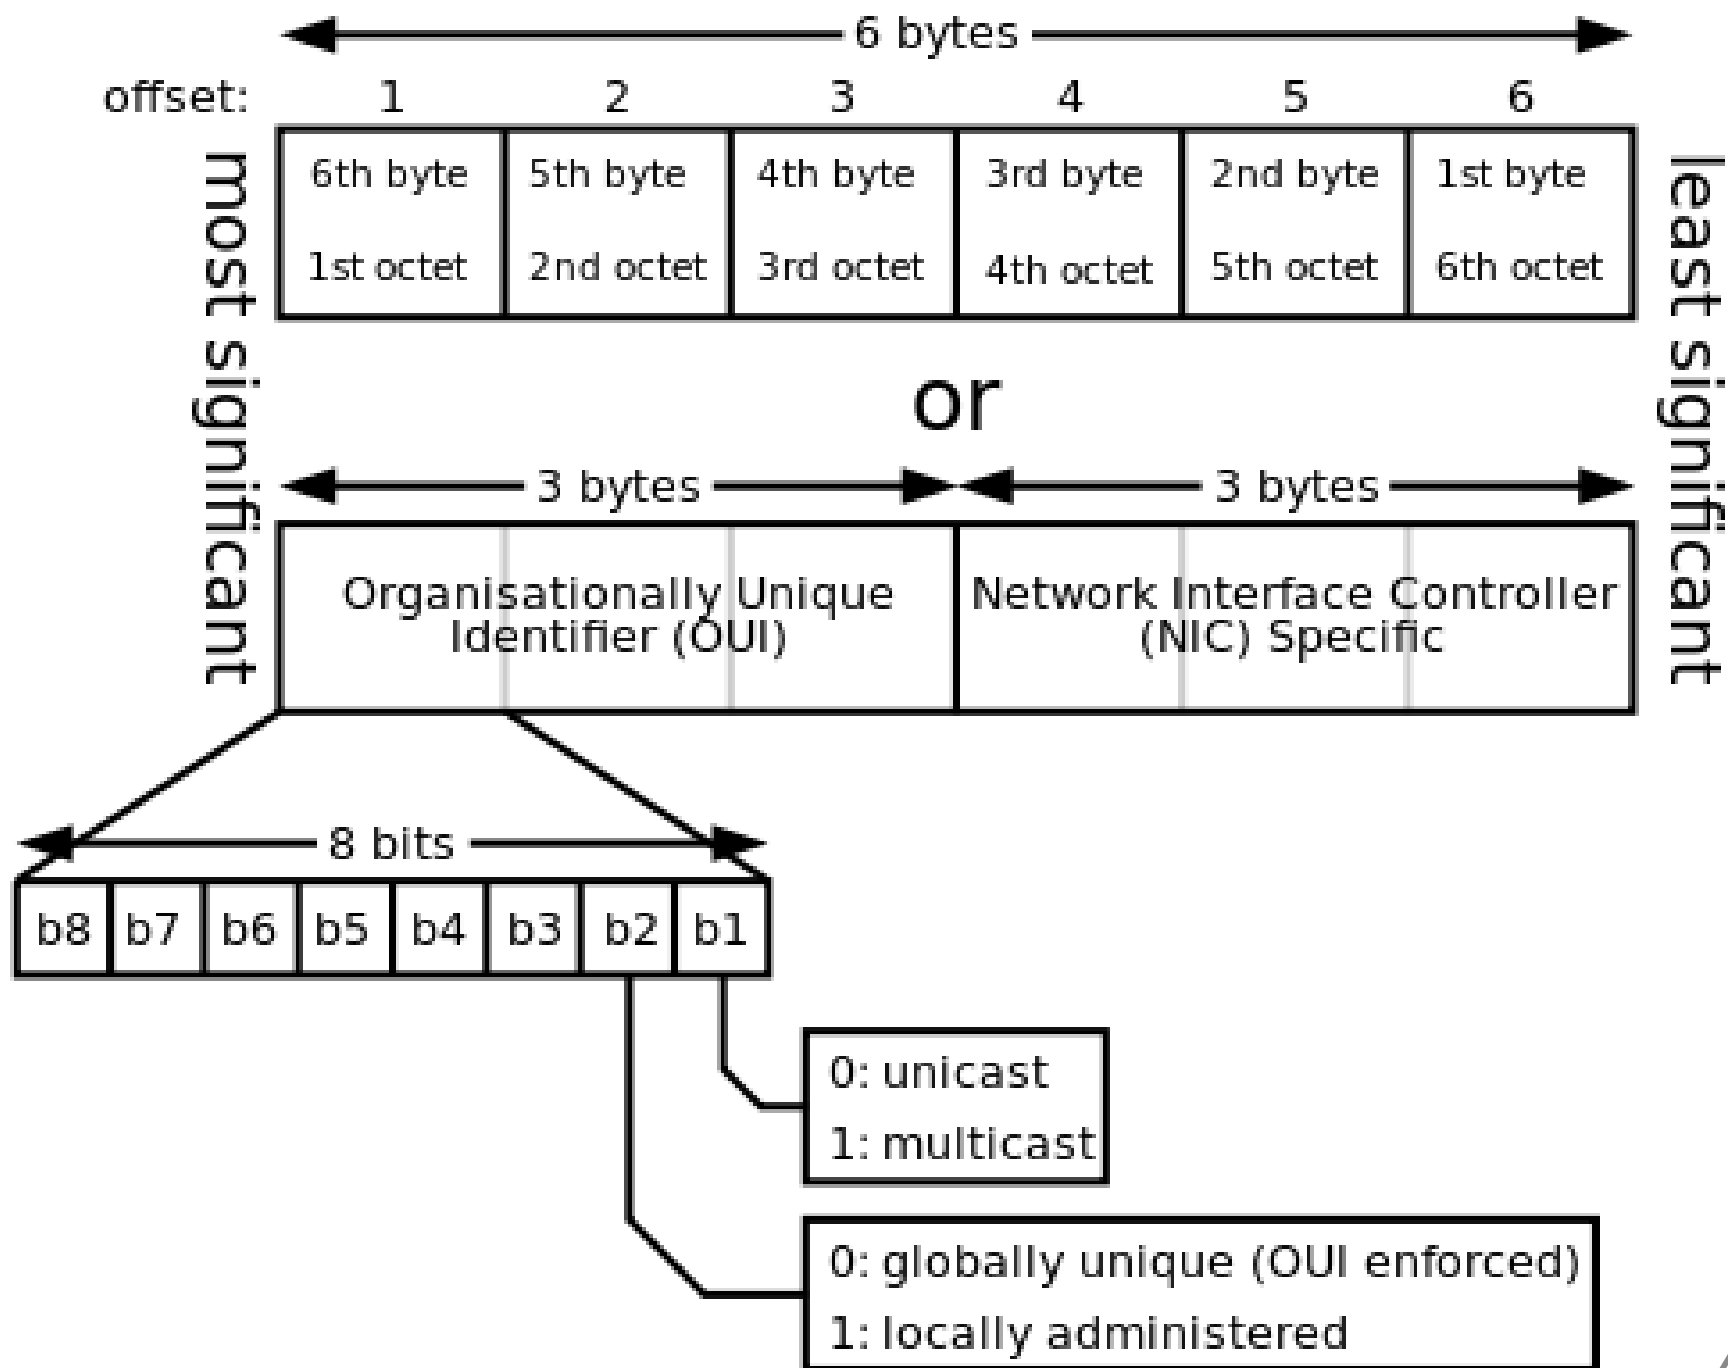 6 bytes
offset: 1 2 3 4 5 6
6th byte 5th byte 4th byte 3rd byte 2nd byte 1st byte
1st octet 2nd octet 3rd octet 4th octet 5th octet 6th octet
most significant
least significant
or
3 bytes 3 bytes
Organisationally Unique
Identifier (OUI)
Network Interface Controller
(NIC) Specific
8 bits
b8 b7 b6 b5 b4 b3 b2 b1
0: unicast
1: multicast
0: globally unique (OUI enforced)
1: locally administered